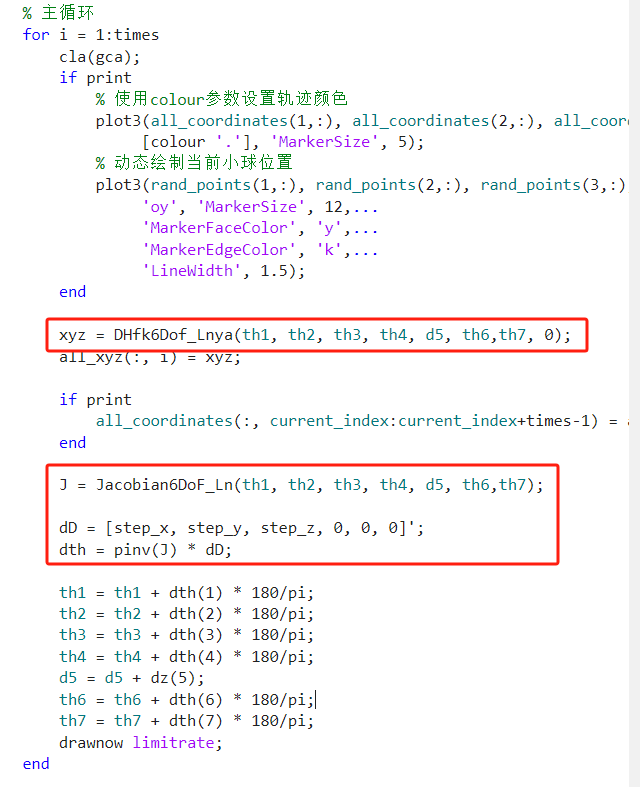 % 主循环
for i = 1:times
cla(gca);
if print
% 使用colour参数设置轨迹颜色
plot3(all_coordinates(1,:), all_coordinates(2,:), all_coor
[colour '.'], 'MarkerSize', 5);
% 动态绘制当前小球位置
plot3(rand_points(1,:), rand_points(2,:), rand_points(3,:)
'oy', 'MarkerSize', 12,...
'MarkerFaceColor', 'y',...
'MarkerEdgeColor', 'k',...
'LineWidth', 1.5);
end
xyz = DHfk6Dof_Lnya(th1, th2, th3, th4, d5, th6,th7, 0);
all_xyz(:, i) = xyz;
if print
all_coordinates(:, current_index:current_index+times-1) =
end
J = Jacobian6DoF_Ln(th1, th2, th3, th4, d5, th6,th7);
dD = [step_x, step_y, step_z, 0, 0, 0]';
dth = pinv(J) * dD;
th1 = th1 + dth(1) * 180/pi;
th2 = th2 + dth(2) * 180/pi;
th3 = th3 + dth(3) * 180/pi;
th4 = th4 + dth(4) * 180/pi;
d5 = d5 + dz(5);
th6 = th6 + dth(6) * 180/pi;
th7 = th7 + dth(7) * 180/pi;
drawnow limitrate;
end